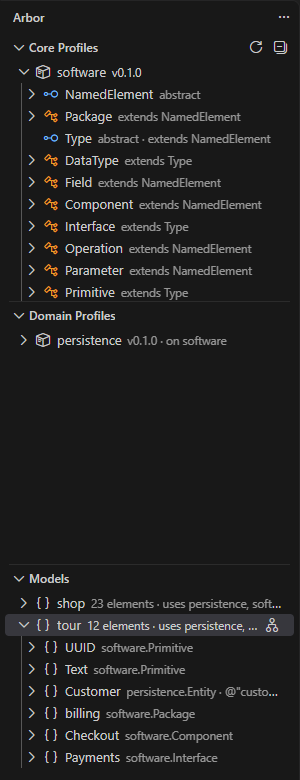 Arbor
Core Profiles
software v0.1.0
NamedElement abstract
Package extends NamedElement
Type abstract · extends NamedElement
DataType extends Type
Field extends NamedElement
Component extends NamedElement
Interface extends Type
Operation extends NamedElement
Parameter extends NamedElement
Primitive extends Type
Domain Profiles
persistence v0.1.0 · on software
Models
{ } shop 23 elements · uses persistence, soft...
{ } tour 12 elements · uses persistence, ...
{ } UUID software.Primitive
{ } Text software.Primitive
{ } Customer persistence.Entity · @"custo...
{ } billing software.Package
{ } Checkout software.Component
{ } Payments software.Interface